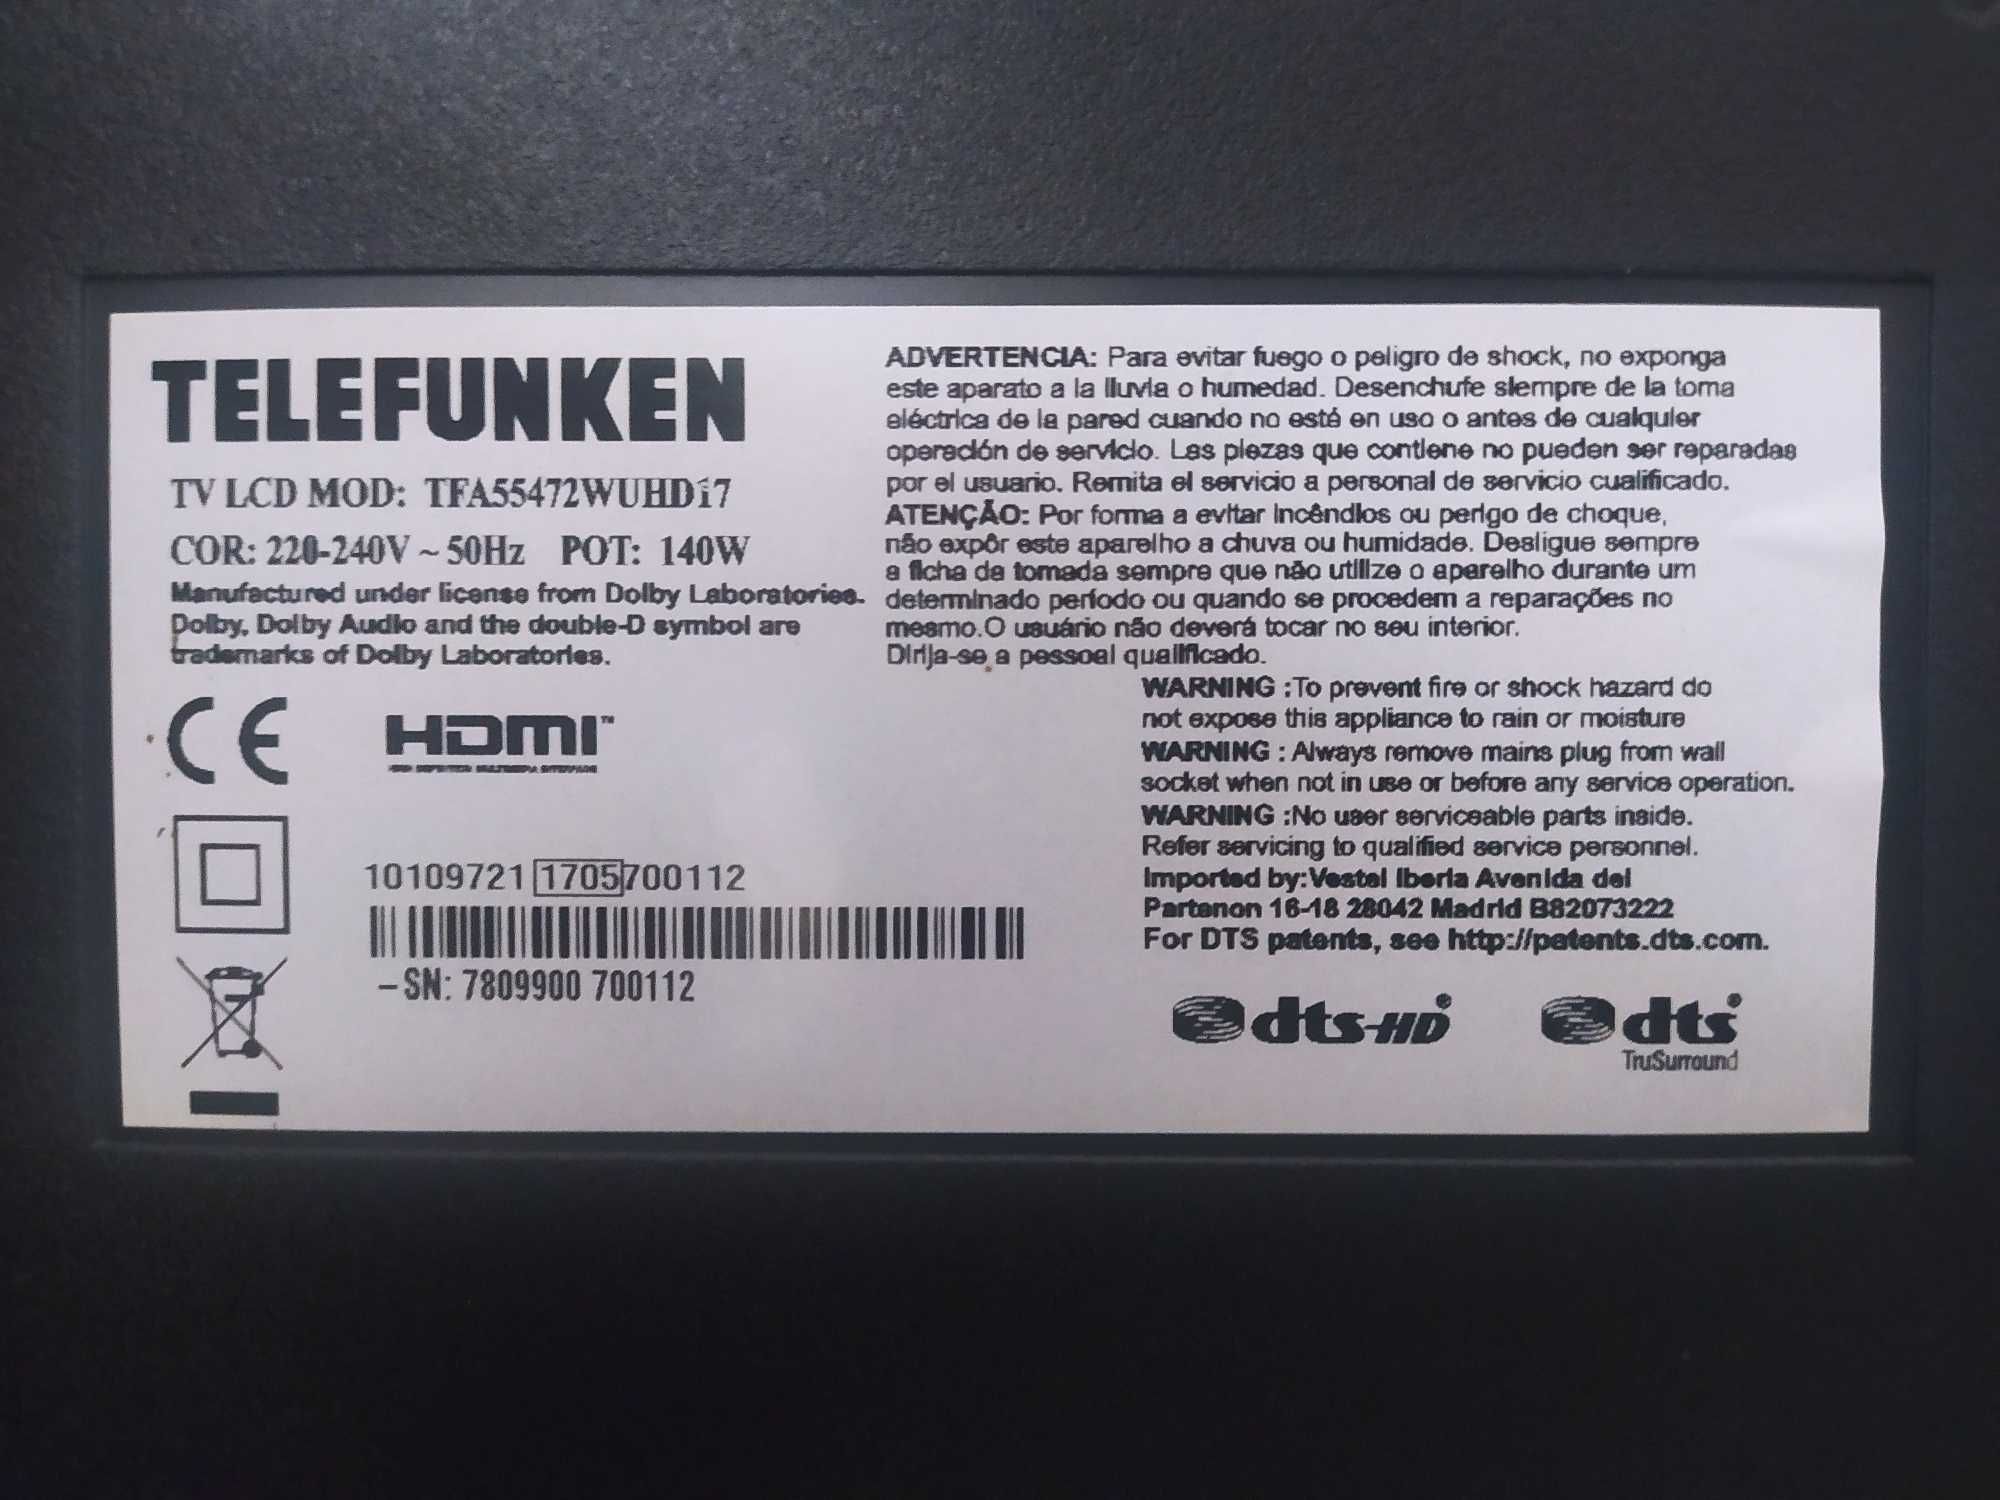 TELEFUNKEN
TV LCD MOD: TFA55472WUHD17
COR: 220-240V ~ 50Hz POT: 140W
Manufactured under license from Dolby Laboratories.
Dolby, Dolby Audio and the double-D symbol are
trademarks of Dolby Laboratories.
CE
HDMI™
HIGH DEFINITION MULTIMEDIA INTERFACE
10109721 1705 700112
–SN: 7809900 700112
ADVERTENCIA: Para evitar fuego o peligro de shock, no exponga
este aparato a la lluvia o humedad. Desenchufe siempre de la toma
eléctrica de la pared cuando no esté en uso o antes de cualquier
operación de servicio. Las piezas que contiene no pueden ser reparadas
por el usuario. Remita el servicio a personal de servicio cualificado.
ATENÇÃO: Por forma a evitar incêndios ou perigo de choque,
não expôr este aparelho a chuva ou humidade. Desligue sempre
a ficha da tomada sempre que não utilize o aparelho durante um
determinado período ou quando se procedem a reparações no
mesmo.O usuário não deverá tocar no seu interior.
Dirija-se a pessoal qualificado.
WARNING :To prevent fire or shock hazard do
not expose this appliance to rain or moisture
WARNING : Always remove mains plug from wall
socket when not in use or before any service operation.
WARNING :No user serviceable parts inside.
Refer servicing to qualified service personnel.
Imported by:Vestel Iberia Avenida del
Partenon 16-18 28042 Madrid B82073222
For DTS patents, see http://patents.dts.com.
dts-HD®
dts®
TruSurround